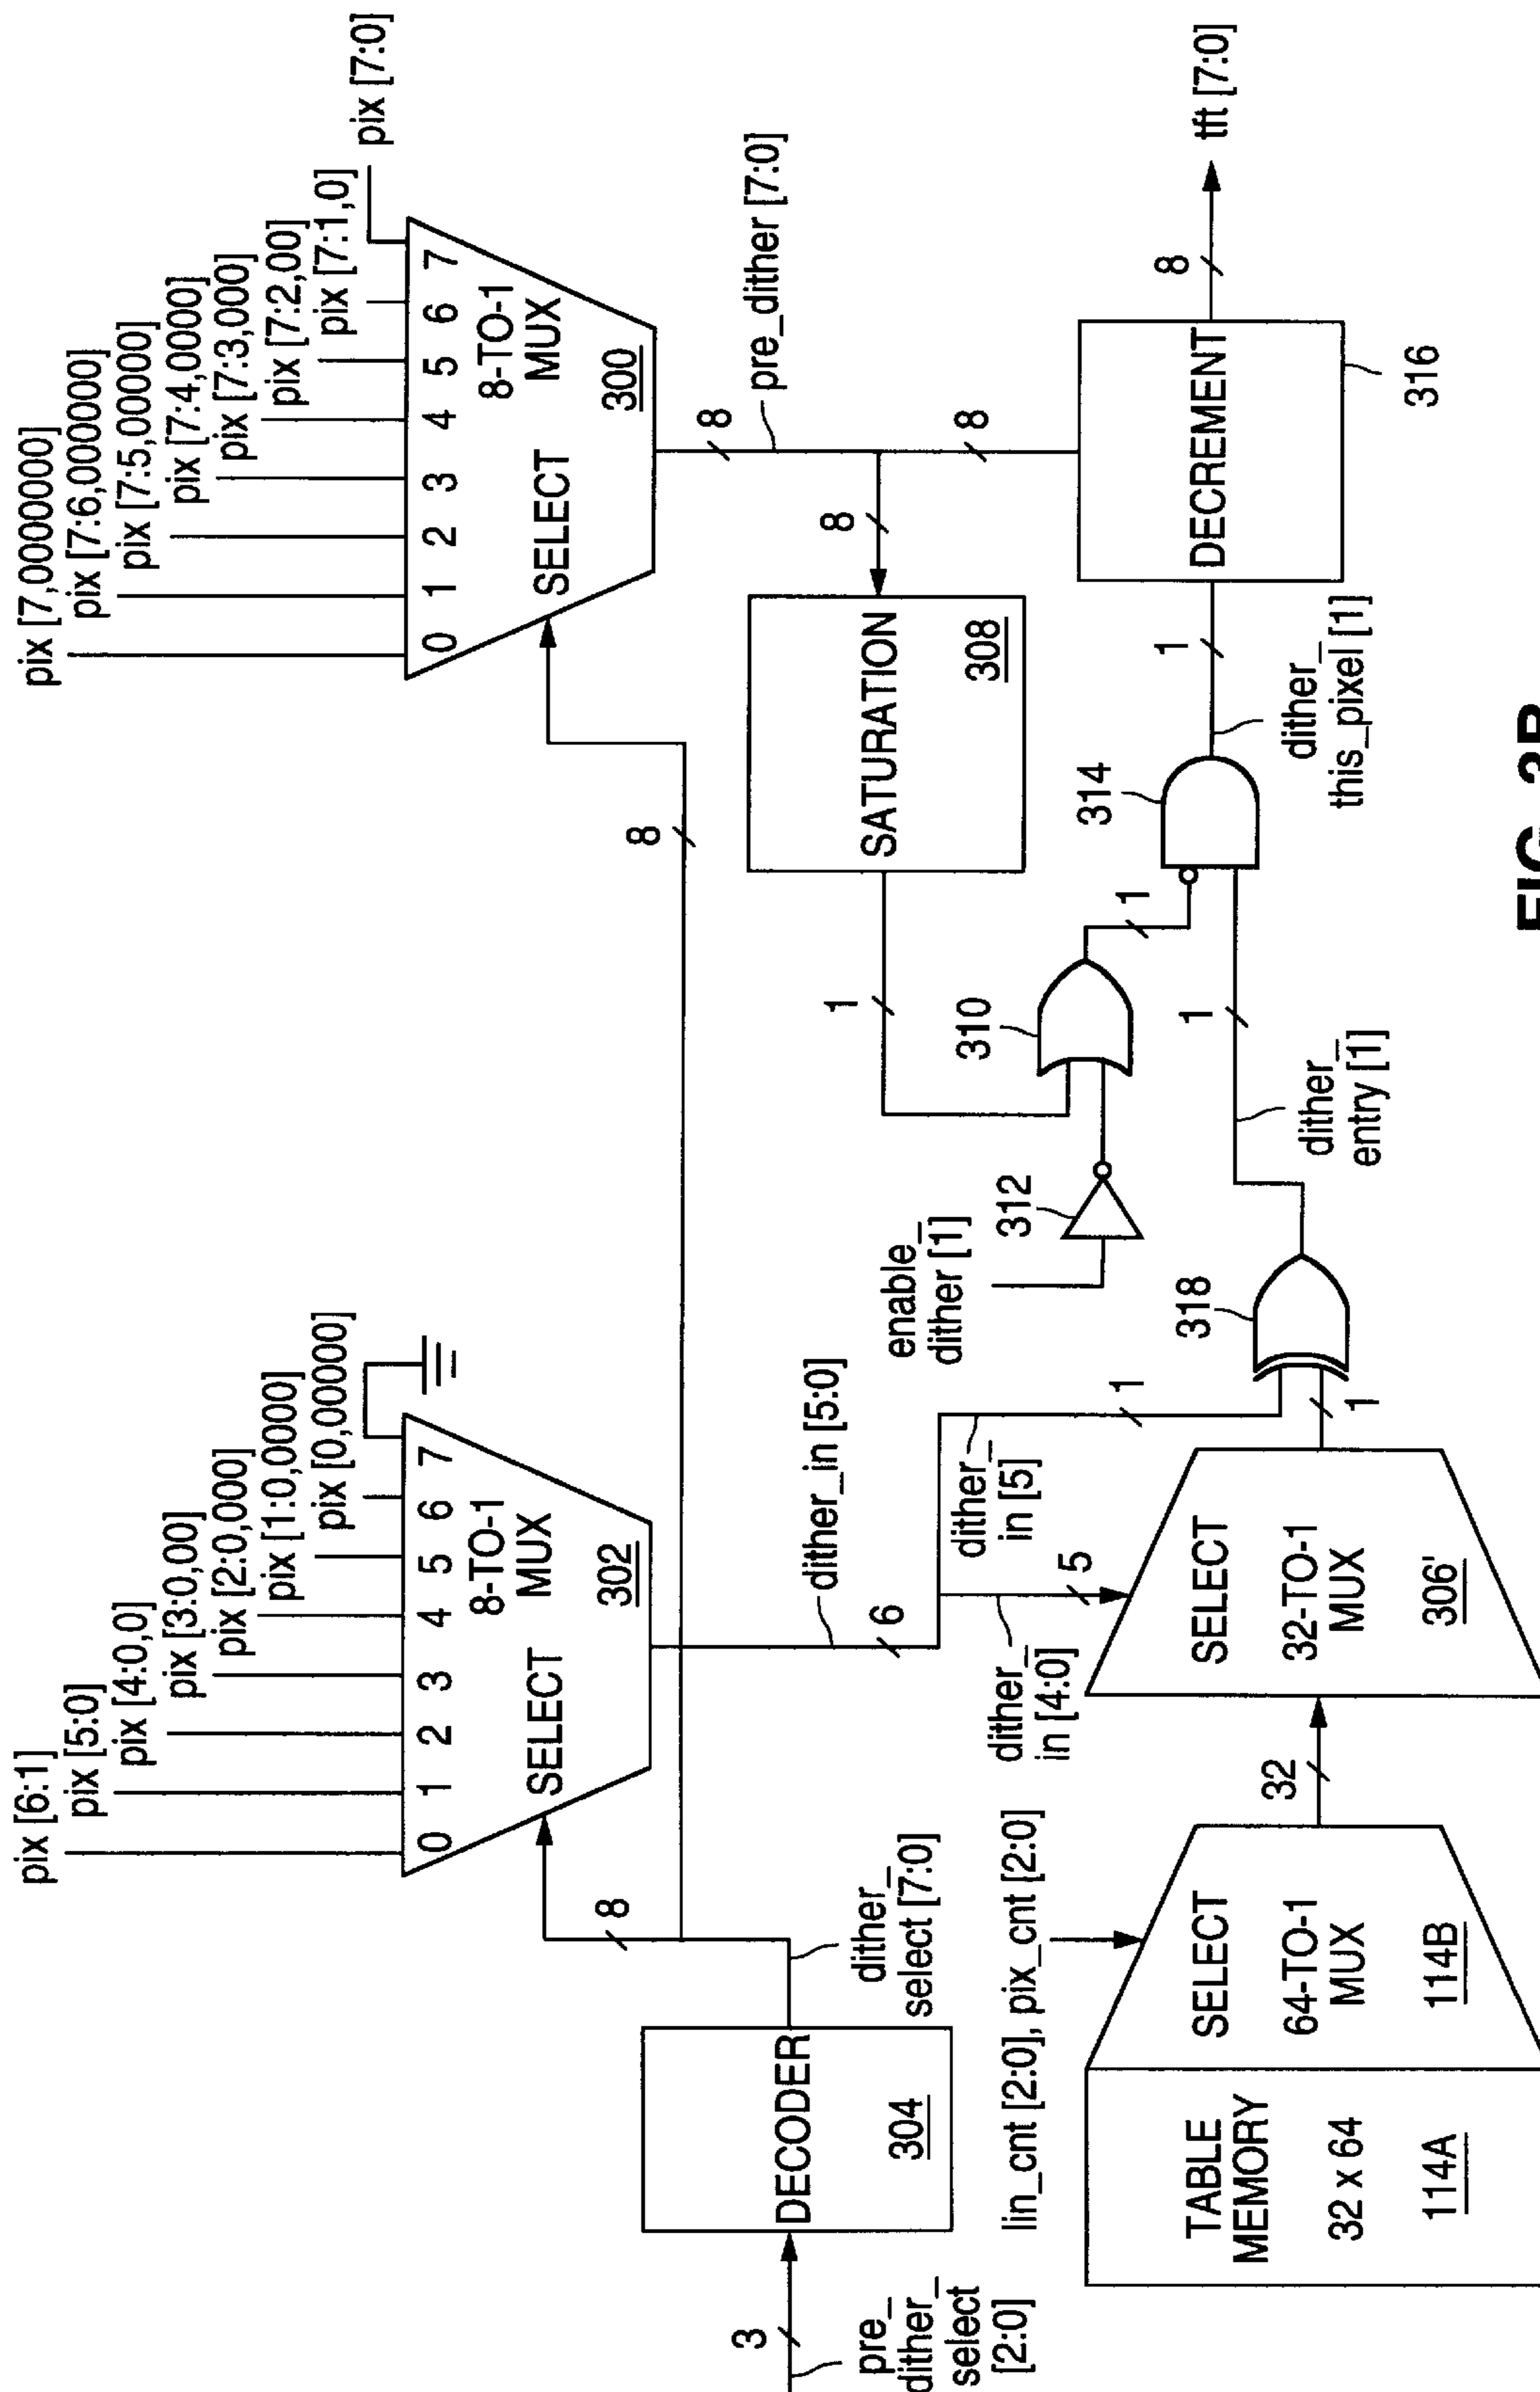 pix [6:1]
pix [5:0]
pix [4:0,0]
pix [3:0,00]
pix [2:0,000]
pix [1:0,0000]
pix [0,00000]
0 1 2 3 4 5 6 7
8-TO-1
MUX
SELECT
302
pix [7,0000000]
pix [7:6,000000]
pix [7:5,00000]
pix [7:4,0000]
pix [7:3,000]
pix [7:2,00]
pix [7:1,0]
pix [7:0]
0 1 2 3 4 5 6 7
8-TO-1
MUX
SELECT
300
3
pre_
dither_
select
[2:0]
DECODER
304
8
dither_
select [7:0]
8
dither_in [5:0]
6
dither_
in [5]
1
dither_
in [4:0]
5
8
pre_dither [7:0]
8
8
SATURATION
308
1
enable_
dither [1]
312
310
1
314
lin_cnt [2:0], pix_cnt [2:0]
TABLE
MEMORY
32 x 64
114A
SELECT
64-TO-1
MUX
114B
32
SELECT
32-TO-1
MUX
306'
1
318
dither_
entry [1]
1
dither_
this_pixel [1]
1
DECREMENT
316
8
tft [7:0]
FIG. 3B